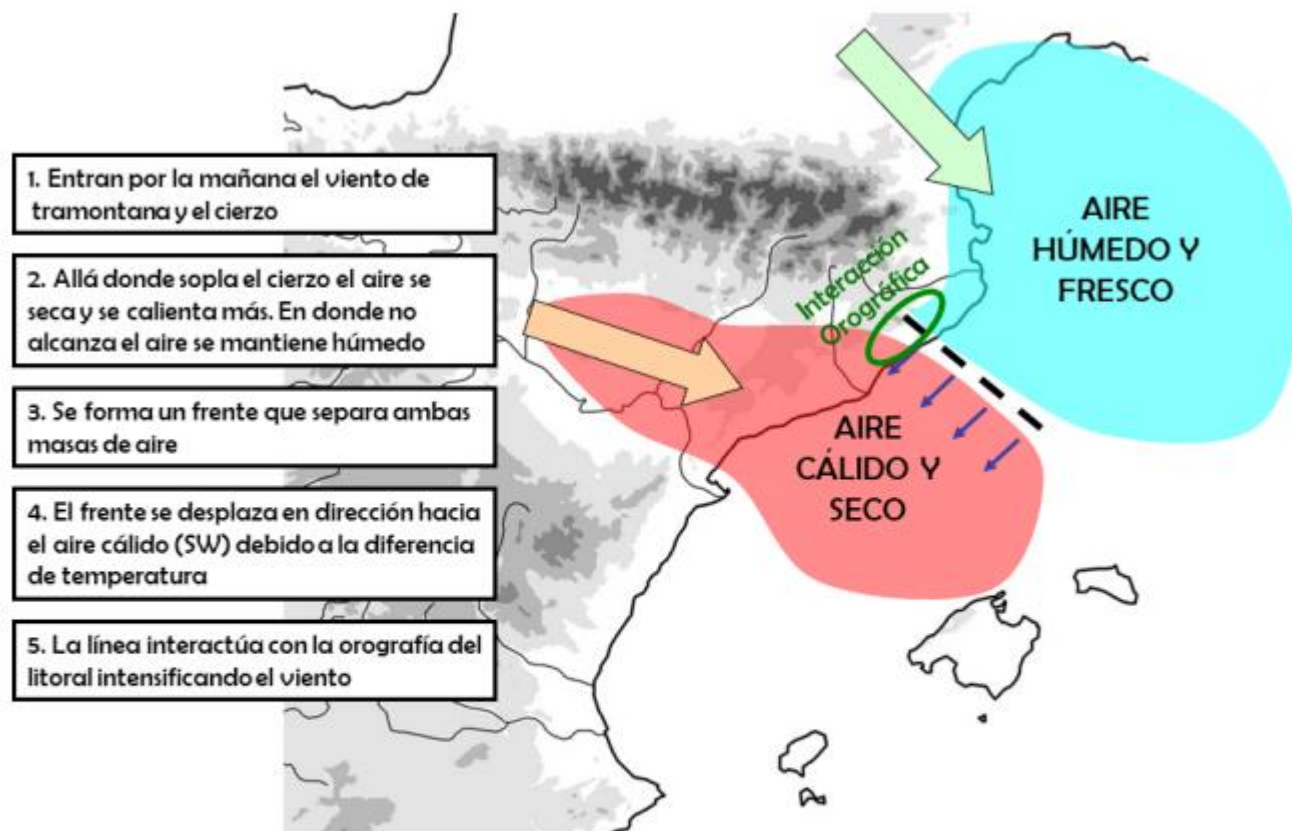 1. Entran por la mañana el viento de
tramontana y el cierzo
2. Allá donde sopla el cierzo el aire se
seca y se calienta más. En donde no
alcanza el aire se mantiene húmedo
3. Se forma un frente que separa ambas
masas de aire
4. El frente se desplaza en dirección hacia
el aire cálido (SW) debido a la diferencia
de temperatura
5. La línea interactúa con la orografía del
litoral intensificando el viento
Interacción
Orográfica
AIRE
HÚMEDO Y
FRESCO
AIRE
CÁLIDO Y
SECO